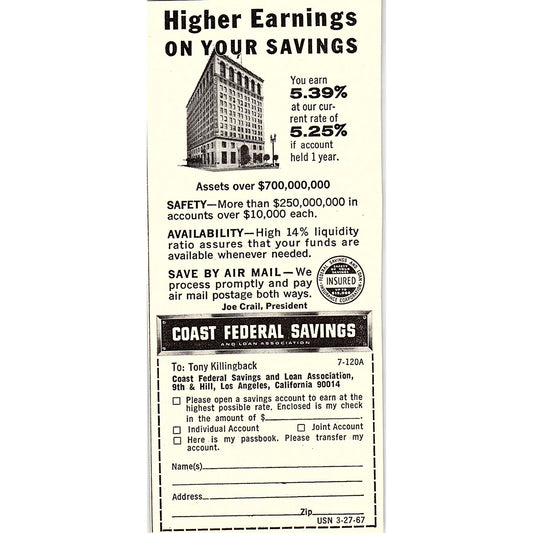 Higher Earnings
ON YOUR SAVINGS
You earn
5.39%
at our cur-
rent rate of
5.25%
if account
held 1 year.
Assets over $700,000,000
SAFETY—More than $250,000,000 in
accounts over $10,000 each.
AVAILABILITY—High 14% liquidity
ratio assures that your funds are
available whenever needed.
SAVE BY AIR MAIL—We
process promptly and pay
air mail postage both ways.
Joe Crail, President
FEDERAL SAVINGS AND LOAN
INSURANCE CORPORATION
INSURED
COAST FEDERAL SAVINGS
AND LOAN ASSOCIATION
To: Tony Killingback 7-120A
Coast Federal Savings and Loan Association,
9th & Hill, Los Angeles, California 90014
Please open a savings account to earn at the
highest possible rate. Enclosed is my check
in the amount of $
Individual Account Joint Account
Here is my passbook. Please transfer my
account.
Name(s)
Address
Zip
USN 3-27-67